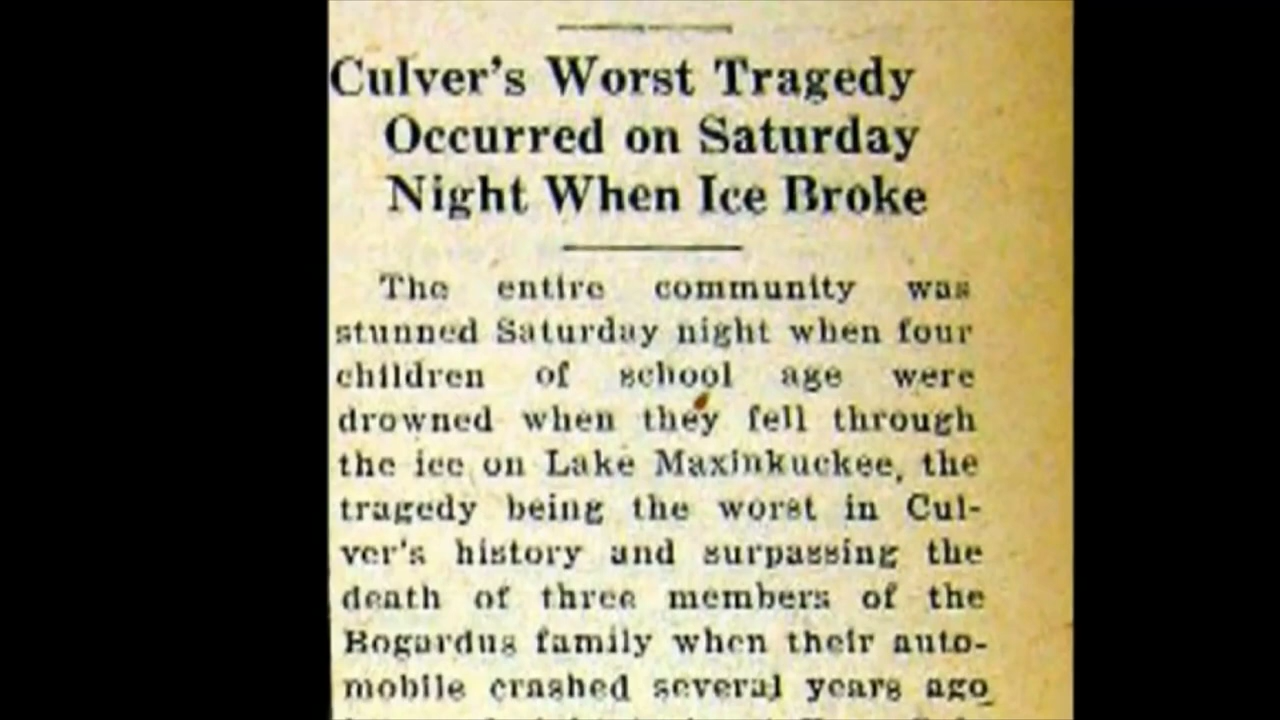 Culver's Worst Tragedy
Occurred on Saturday
Night When Ice Broke
The entire community was
stunned Saturday night when four
children of school age were
drowned when they fell through
the ice on Lake Maxinkuckee, the
tragedy being the worst in Cul-
ver's history and surpassing the
death of three members of the
Bogardus family when their auto-
mobile crashed several years ago